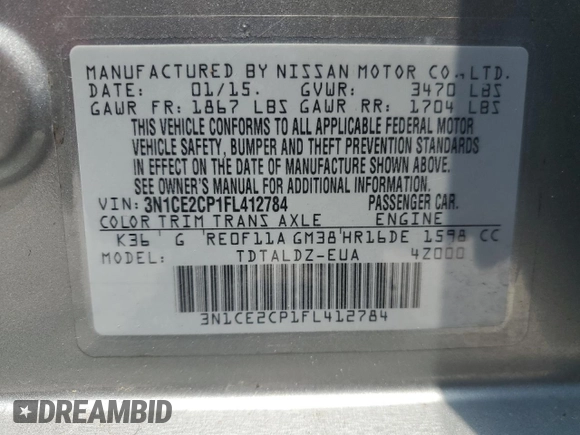 MANUFACTURED BY NISSAN MOTOR CO.,LTD.
DATE: 01/15. GVWR: 3470 LBS
GAWR FR: 1867 LBS GAWR RR: 1704 LBS
THIS VEHICLE CONFORMS TO ALL APPLICABLE FEDERAL MOTOR
VEHICLE SAFETY, BUMPER AND THEFT PREVENTION STANDARDS
IN EFFECT ON THE DATE OF MANUFACTURE SHOWN ABOVE.
SEE OWNER'S MANUAL FOR ADDITIONAL INFORMATION.
VIN: 3N1CE2CP1FL412784 PASSENGER CAR.
COLOR TRIM TRANS AXLE ENGINE
K36 G RE0F11A GM38 HR16DE 1598 CC
MODEL: TDTALDZ-EUA 4Z000
3N1CE2CP1FL412784
DREAMBID